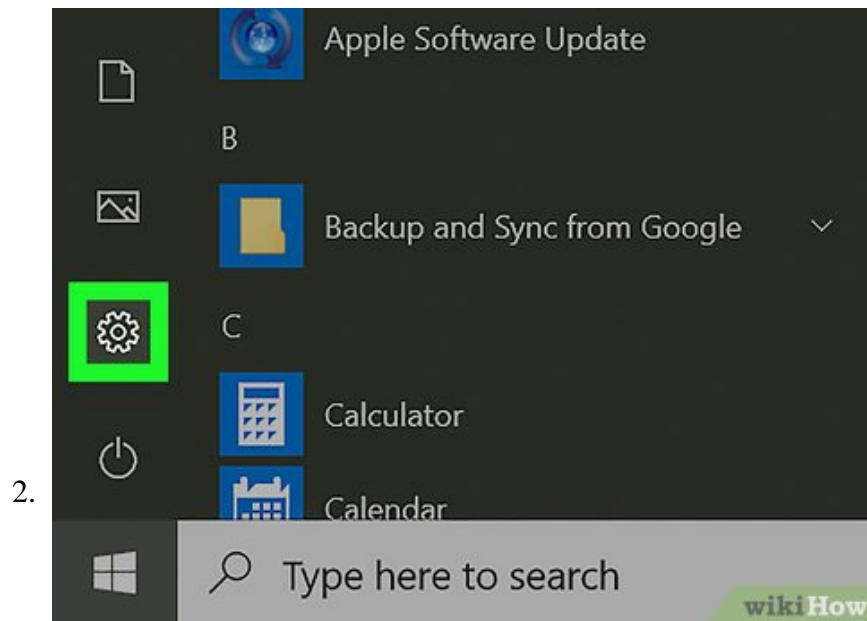 Apple Software Update
B
Backup and Sync from Google
C
Calculator
2.
Calendar
Type here to search
wikiHow